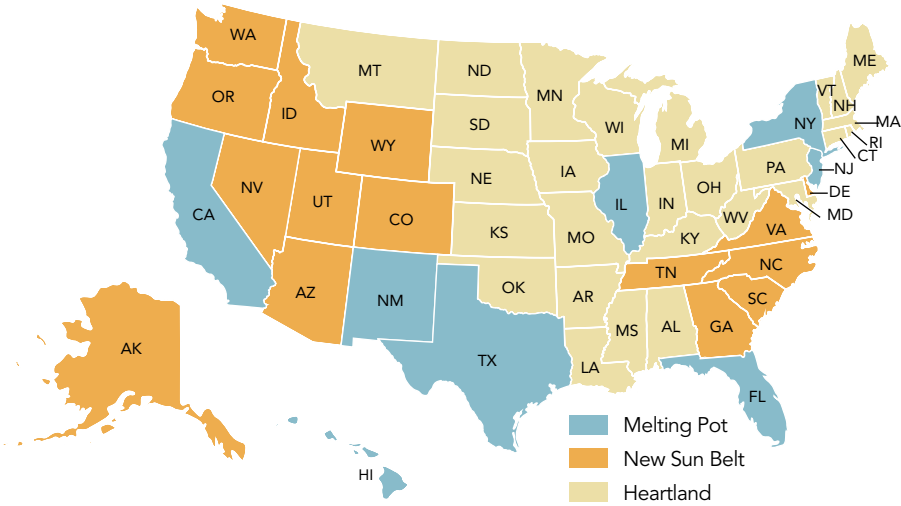 WA
ME
MT
ND
VT
MN
OR
NH
ID
SD
WI
NY
MA
MI
RI
WY
CT
PA
NJ
IA
NE
OH
NV
IN
DE
UT
IL
CA
CO
WV
MD
VA
KS
MO
KY
NC
TN
AZ
OK
SC
NM
AR
GA
MS
AL
AK
TX
LA
FL
Melting Pot
New Sun Belt
HI
Heartland